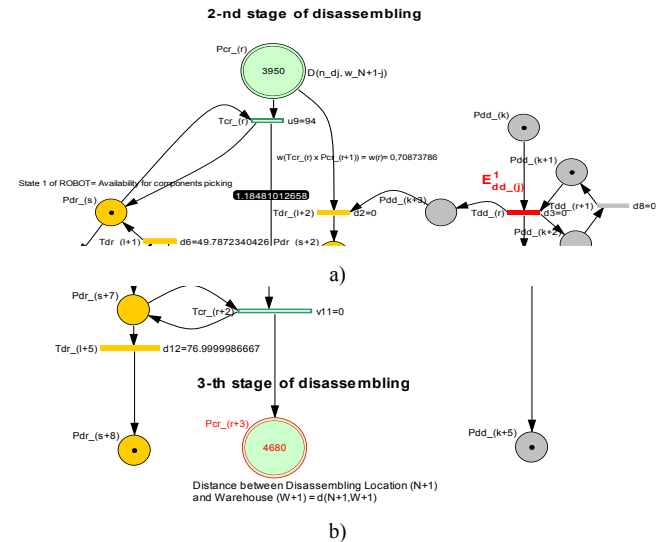 2-nd stage of disassembling
Pcr_(r)
3950
D(n_dj, w_N+1-j)
Pdd_(k)
Tcr_(r)
u9=94
w(Tcr_(r) x Pcr_(r+1)) = w(r)= 0,70873786
Pdd_(k+1)
State 1 of ROBOT= Availability for components picking
E¹dd_(j)
Pdr_(s)
1.18481012658
Pdd_(k+3)
Tdd_(r+1)
d8=0
Tdr_(l+2)
d2=0
Tdd_(r)
d3=0
Pdd_(k+2)
Tdr_(l+1)
d6=49.7872340426
Pdr_(s+2)
a)
Pdr_(s+7)
Tcr_(r+2)
v11=0
Tdr_(l+5)
d12=76.9999986667
3-th stage of disassembling
Pcr_(r+3)
4680
Pdr_(s+8)
Pdd_(k+5)
Distance between Disassembling Location (N+1)
and Warehouse (W+1) = d(N+1,W+1)
b)